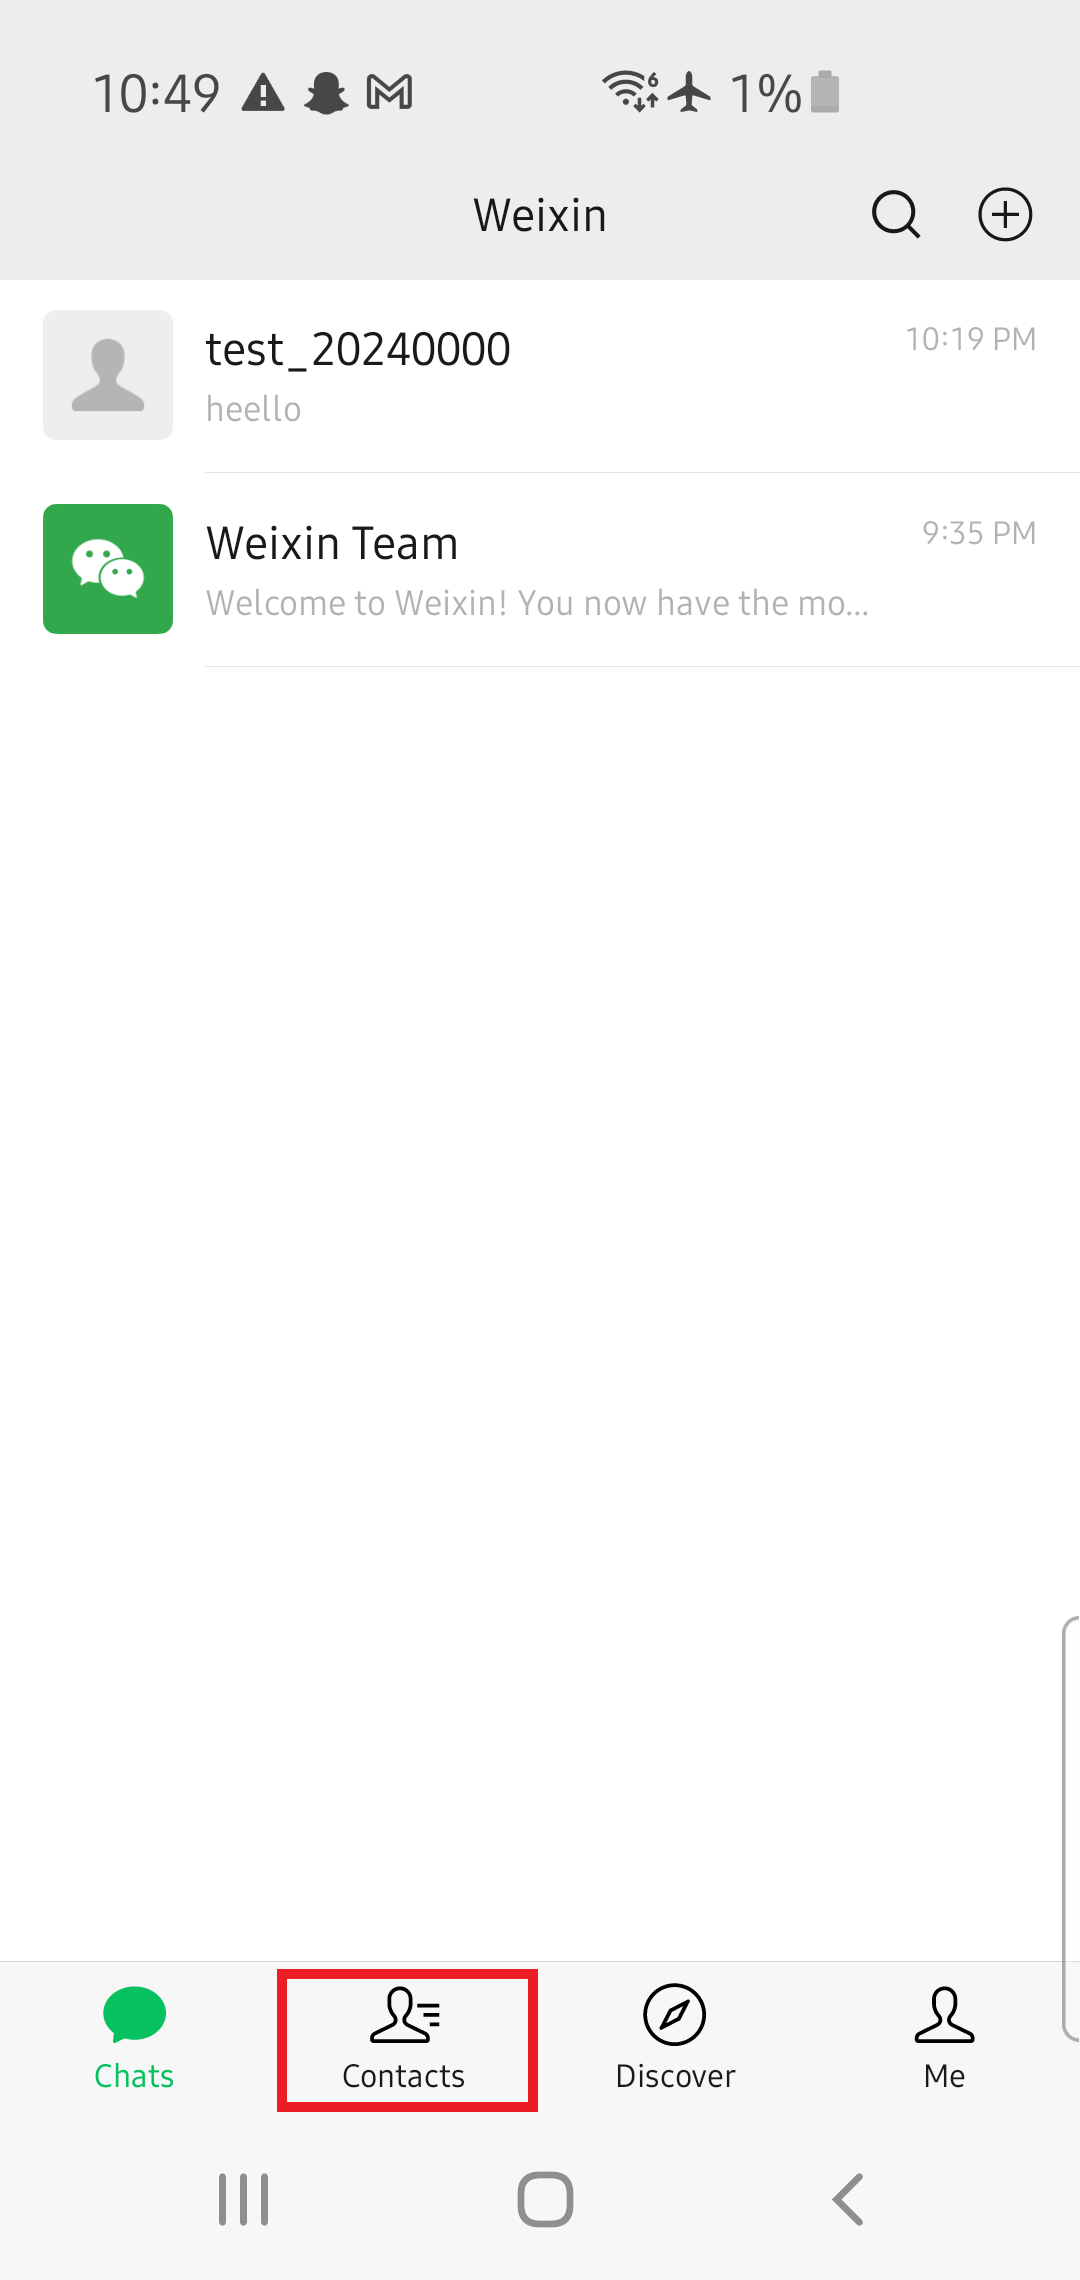 10:49 1%
Weixin
test_20240000 10:19 PM
heello
Weixin Team 9:35 PM
Welcome to Weixin! You now have the mo...
Chats Contacts Discover Me